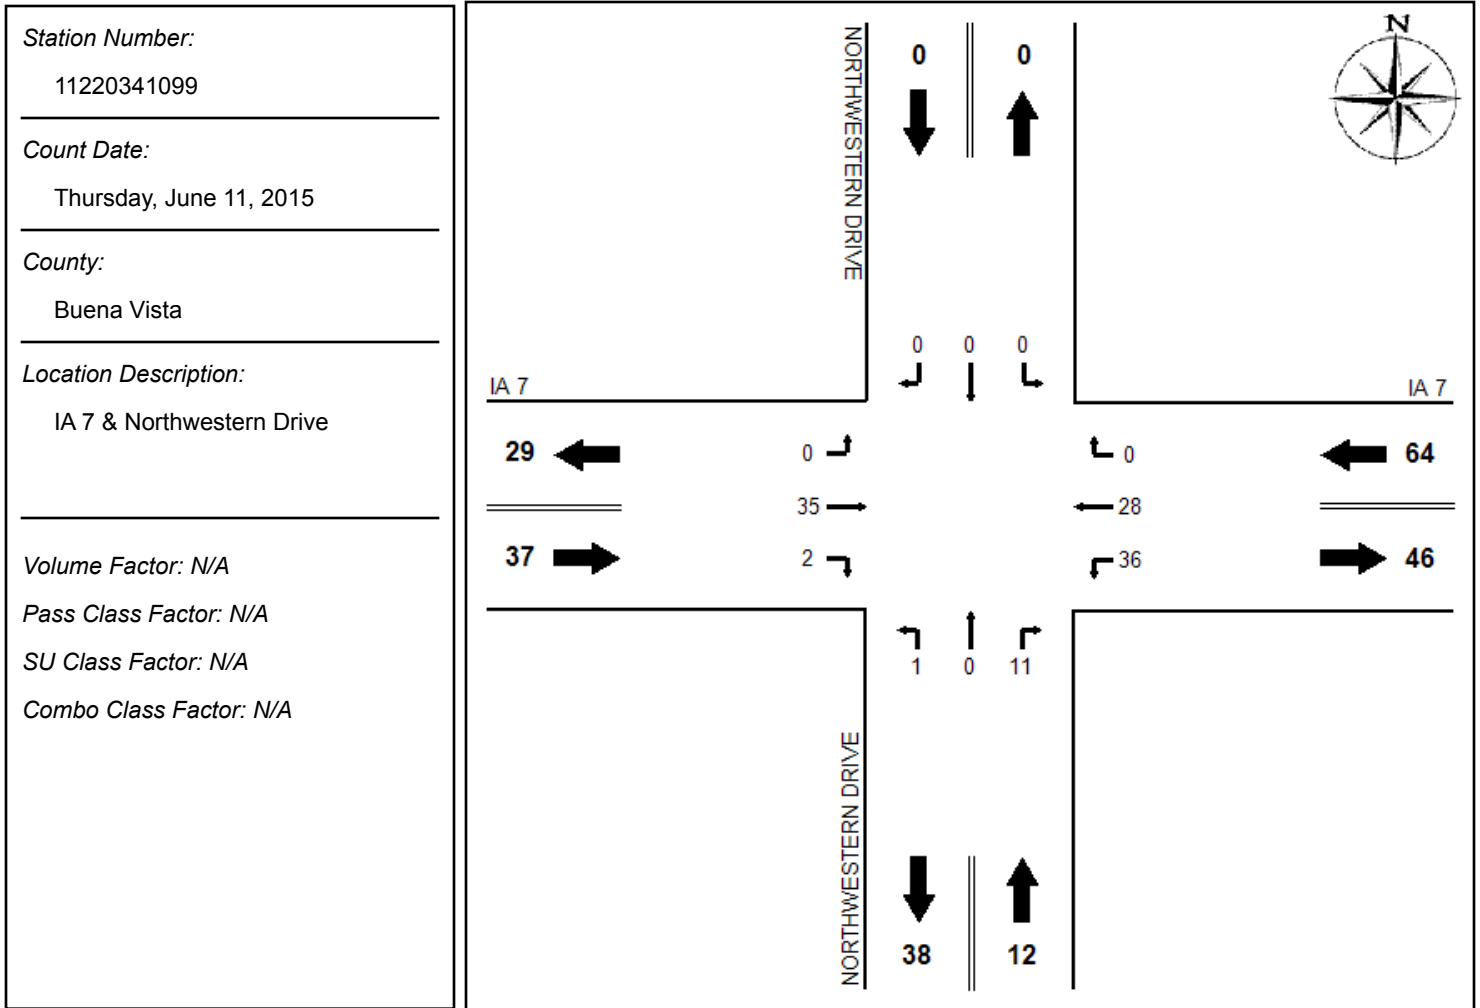 Station Number:
11220341099
Count Date:
Thursday, June 11, 2015
County:
Buena Vista
Location Description:
IA 7 & Northwestern Drive
Volume Factor: N/A
Pass Class Factor: N/A
SU Class Factor: N/A
Combo Class Factor: N/A
N
NORTHWESTERN DRIVE
0 0
0 0 0
IA 7
IA 7
29 0 0 64
35 28
37 2 36 46
1 0 11
NORTHWESTERN DRIVE
38 12